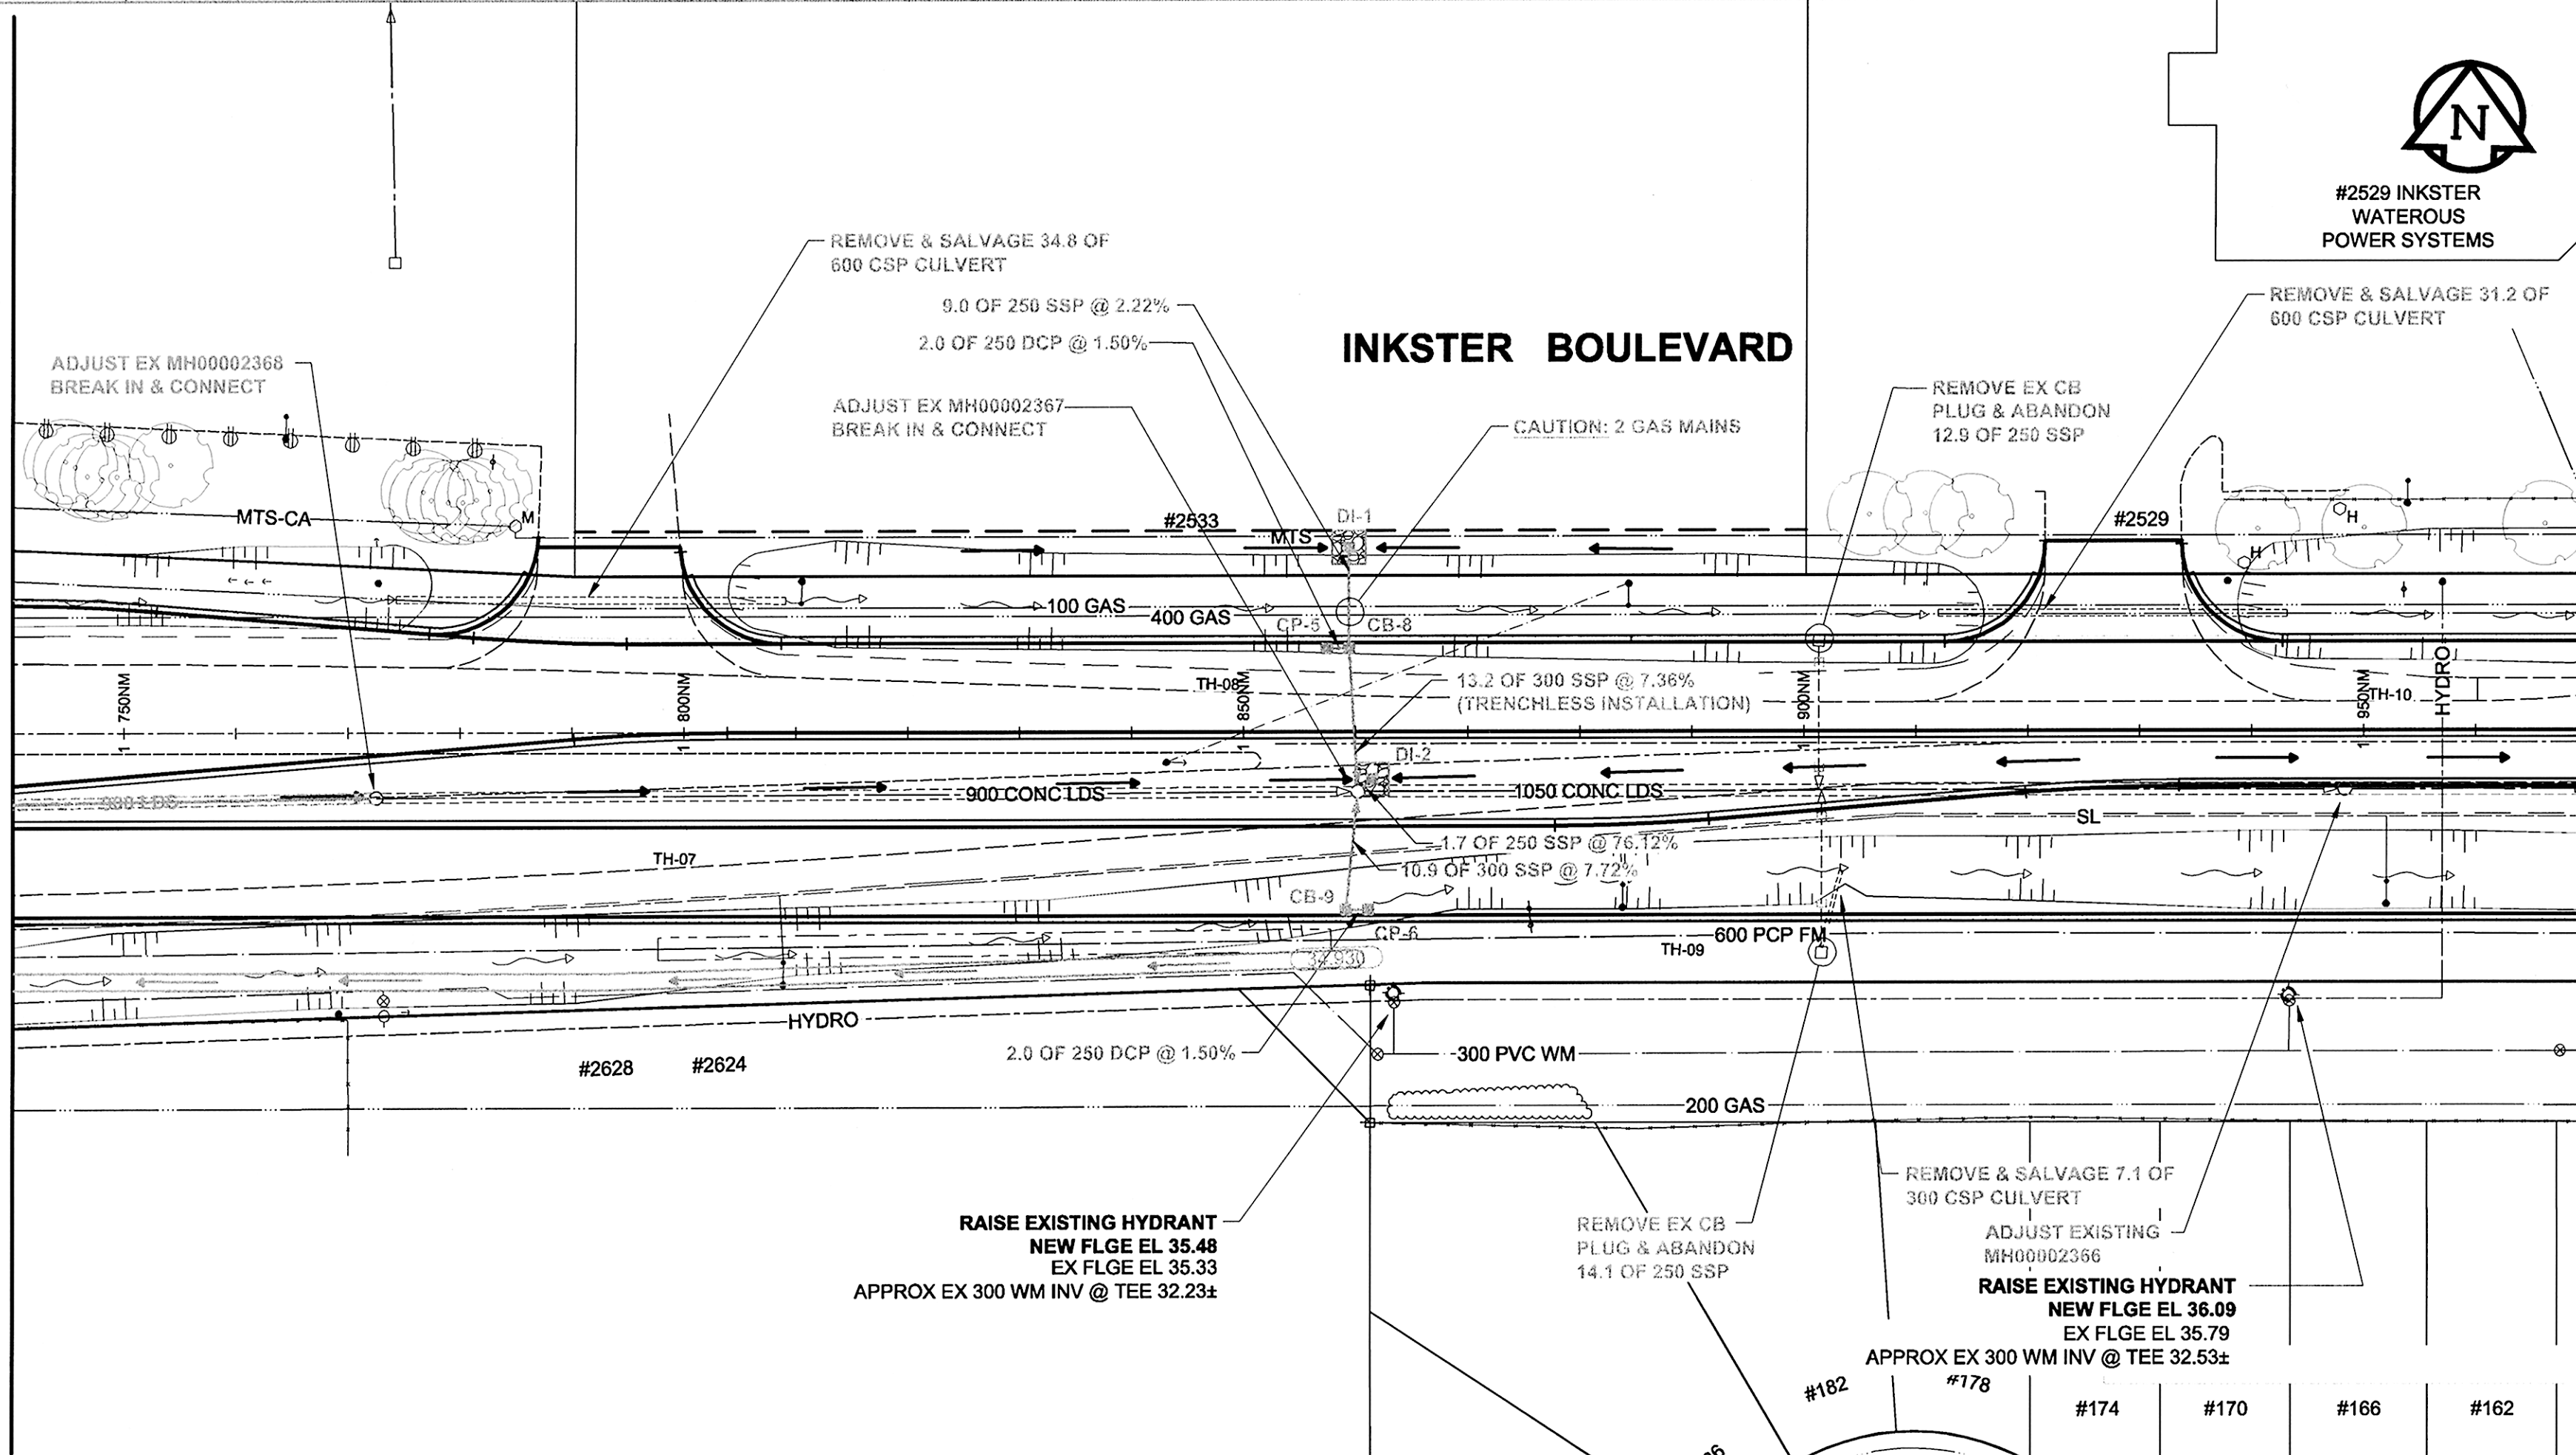 N
#2529 INKSTER
WATEROUS
POWER SYSTEMS
REMOVE & SALVAGE 34.8 OF
600 CSP CULVERT
9.0 OF 250 SSP @ 2.22%
2.0 OF 250 DCP @ 1.50%
INKSTER BOULEVARD
REMOVE & SALVAGE 31.2 OF
600 CSP CULVERT
ADJUST EX MH00002368
BREAK IN & CONNECT
ADJUST EX MH00002367
BREAK IN & CONNECT
CAUTION: 2 GAS MAINS
REMOVE EX CB
PLUG & ABANDON
12.9 OF 250 SSP
MTS-CA
M
#2533
MTS
DI-1
#2529
H
H
100 GAS
400 GAS
CP-5
CB-8
750NM
1
800NM
1
TH-08
850NM
1
13.2 OF 300 SSP @ 7.36%
(TRENCHLESS INSTALLATION)
900NM
1
950NM
1
TH-10
HYDRO
DI-2
900 LDS
900 CONC LDS
1050 CONC LDS
SL
TH-07
1.7 OF 250 SSP @ 76.12%
10.9 OF 300 SSP @ 7.72%
CB-9
CP-6
34.930
600 PCP FM
TH-09
HYDRO
#2628
#2624
2.0 OF 250 DCP @ 1.50%
300 PVC WM
200 GAS
RAISE EXISTING HYDRANT
NEW FLGE EL 35.48
EX FLGE EL 35.33
APPROX EX 300 WM INV @ TEE 32.23±
REMOVE EX CB
PLUG & ABANDON
14.1 OF 250 SSP
REMOVE & SALVAGE 7.1 OF
300 CSP CULVERT
ADJUST EXISTING
MH00002366
RAISE EXISTING HYDRANT
NEW FLGE EL 36.09
EX FLGE EL 35.79
APPROX EX 300 WM INV @ TEE 32.53±
#182
#178
#174
#170
#166
#162